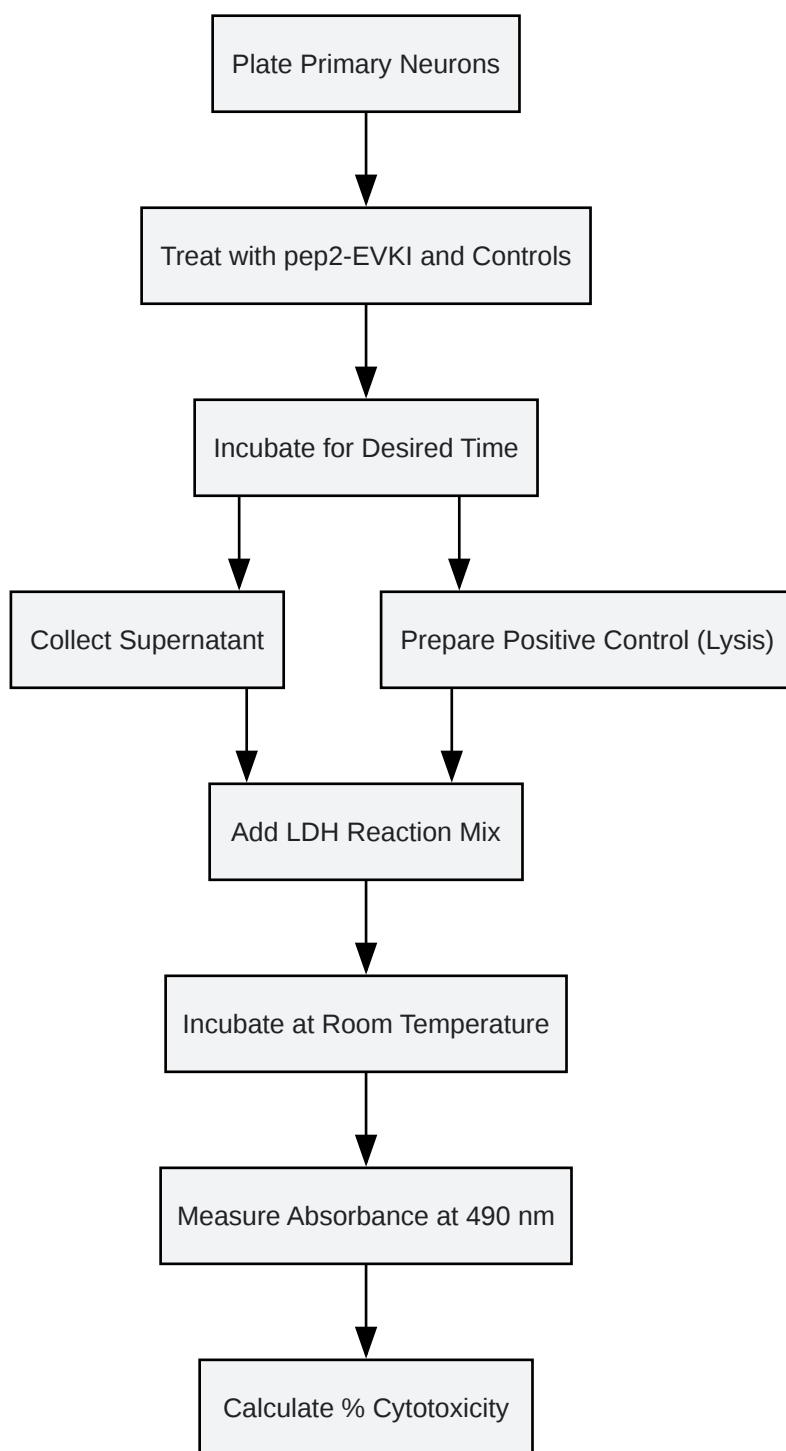 Plate Primary Neurons
Treat with pep2-EVKI and Controls
Incubate for Desired Time
Collect Supernatant
Prepare Positive Control (Lysis)
Add LDH Reaction Mix
Incubate at Room Temperature
Measure Absorbance at 490 nm
Calculate % Cytotoxicity